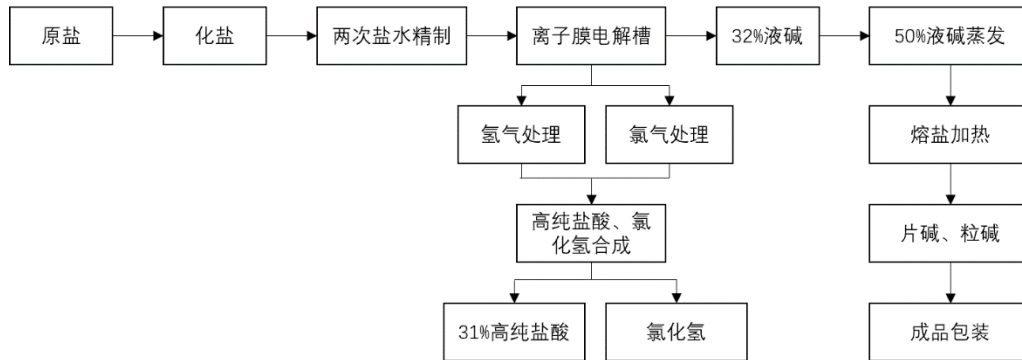 原盐
化盐
两次盐水精制
离子膜电解槽
32%液碱
50%液碱蒸发
氢气处理
氯气处理
熔盐加热
高纯盐酸、氯
化氢合成
片碱、粒碱
31%高纯盐酸
氯化氢
成品包装